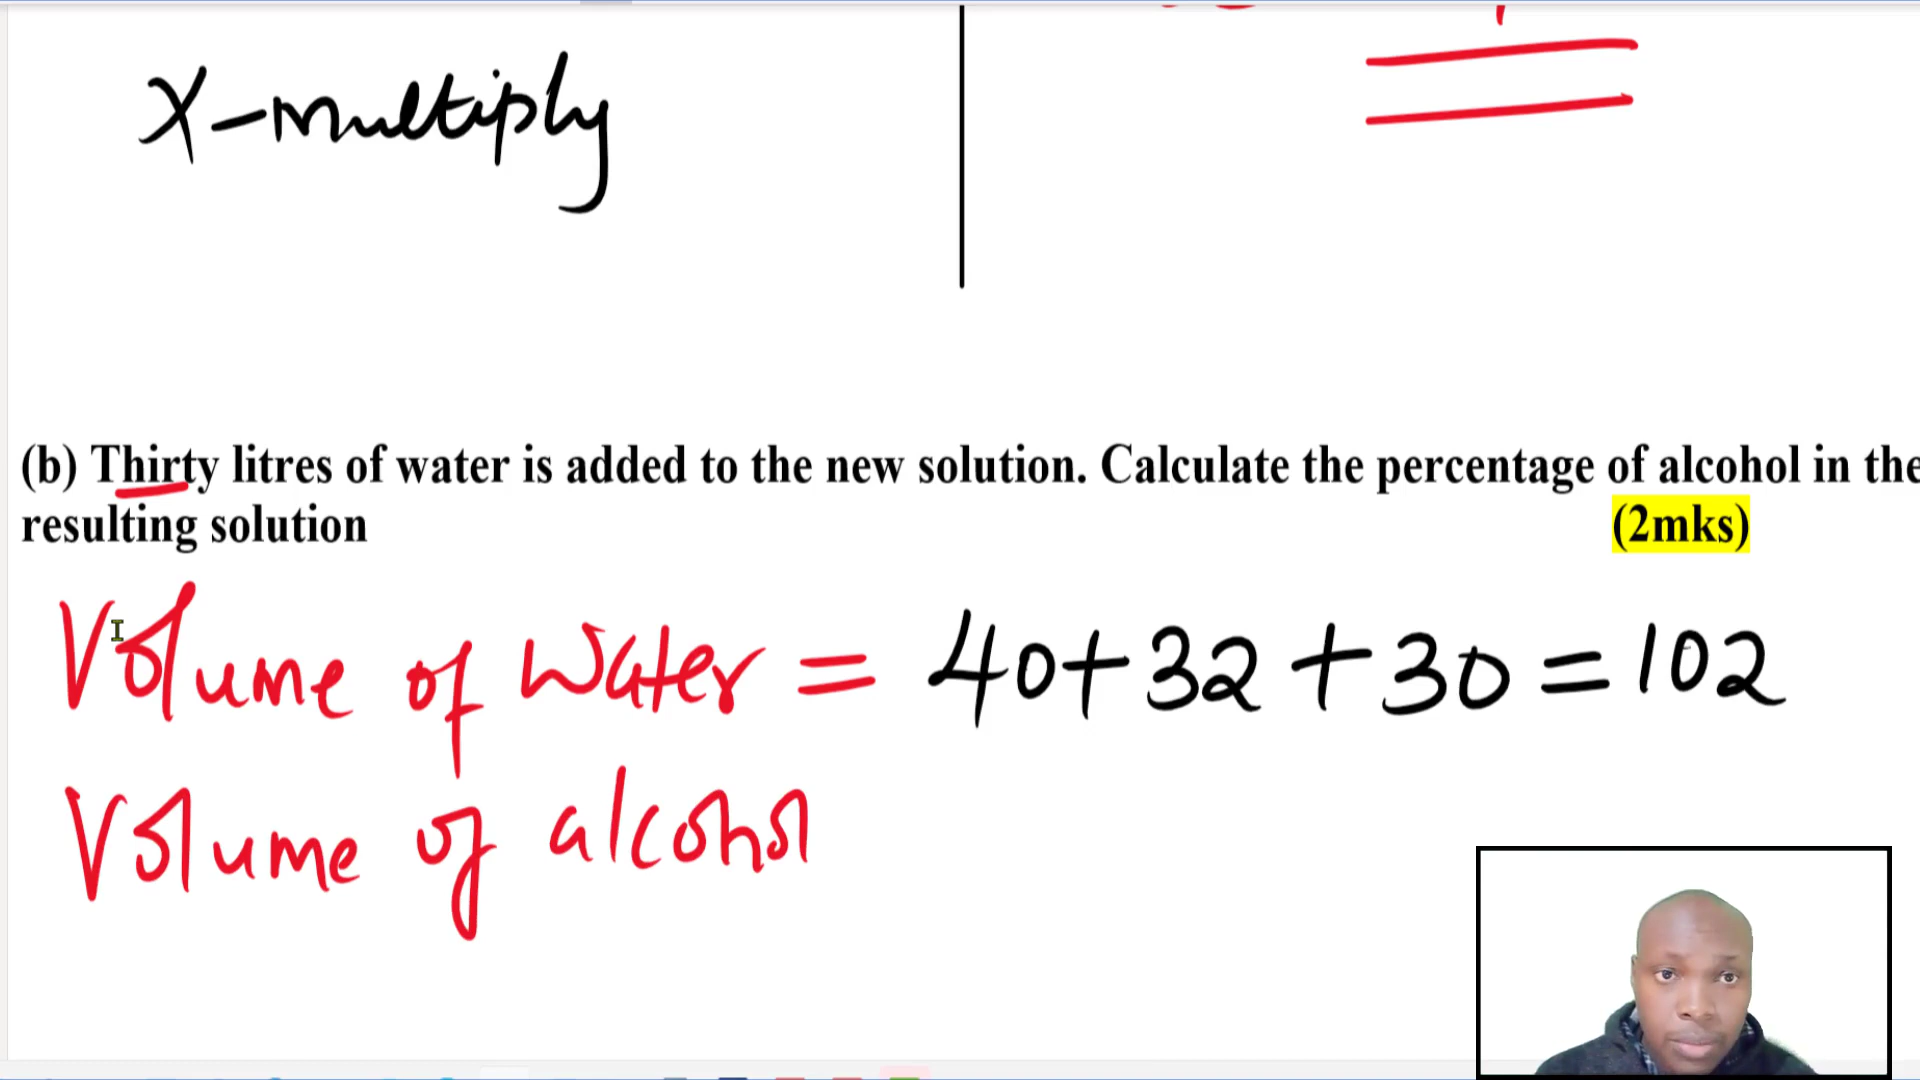 X-multiply
(b) Thirty litres of water is added to the new solution. Calculate the percentage of alcohol in the
resulting solution (2mks)
Volume of Water = 40+32+30=102
Volume of alcohol